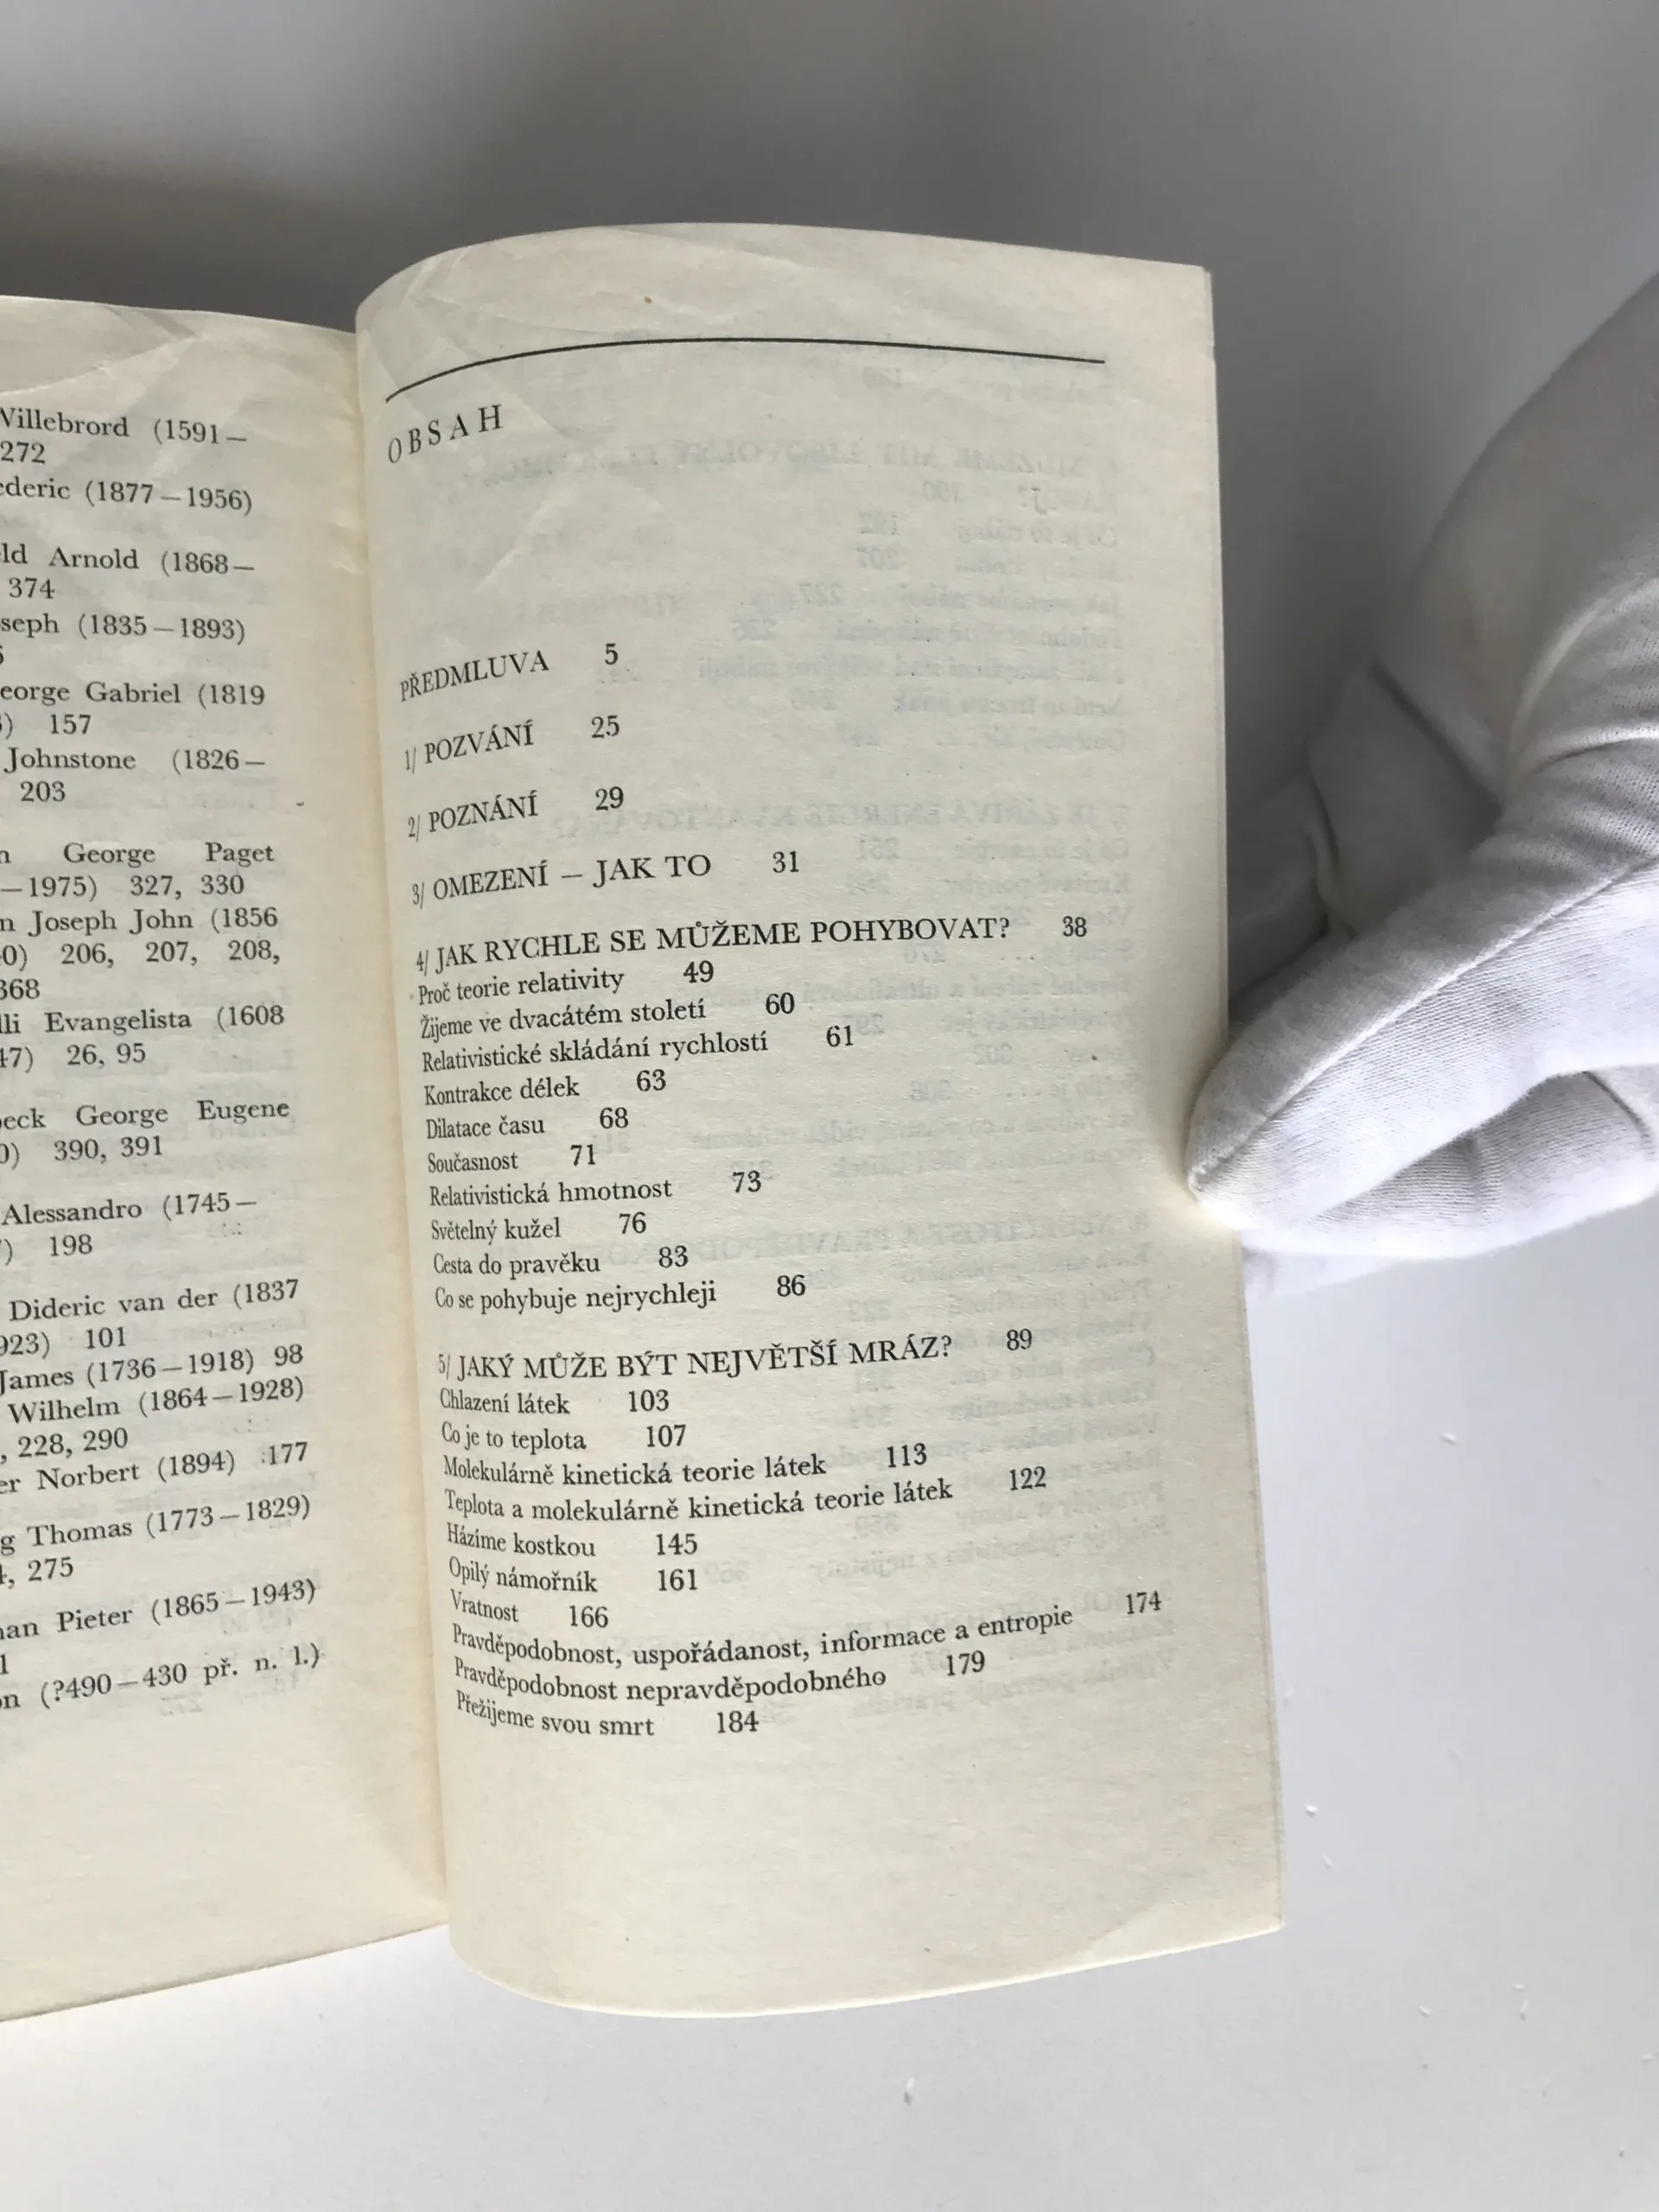 Willebrord (1591—
272
ederic (1877—1956)
ld Arnold (1868—
374
seph (1835—1893)
eorge Gabriel (1819
) 157
Johnstone (1826—
203
George Paget
—1975) 327, 330
n Joseph John (1856
0) 206, 207, 208,
368
lli Evangelista (1608
47) 26, 95
beck George Eugene
0) 390, 391
Alessandro (1745—
) 198
Dideric van der (1837
923) 101
James (1736—1918) 98
Wilhelm (1864—1928)
, 228, 290
er Norbert (1894) 177
g Thomas (1773—1829)
, 275
nan Pieter (1865—1943)
1
on (?490—430 př. n. l.)
OBSAH
PŘEDMLUVA 5
1/ POZVÁNÍ 25
2/ POZNÁNÍ 29
3/ OMEZENÍ — JAK TO 31
4/ JAK RYCHLE SE MŮŽEME POHYBOVAT? 38
Proč teorie relativity 49
Žijeme ve dvacátém století 60
Relativistické skládání rychlostí 61
Kontrakce délek 63
Dilatace času 68
Současnost 71
Relativistická hmotnost 73
Světelný kužel 76
Cesta do pravěku 83
Co se pohybuje nejrychleji 86
5/ JAKÝ MŮŽE BÝT NEJVĚTŠÍ MRÁZ? 89
Chlazení látek 103
Co je to teplota 107
Molekulárně kinetická teorie látek 113
Teplota a molekulárně kinetická teorie látek 122
Házíme kostkou 145
Opilý námořník 161
Vratnost 166
Pravděpodobnost, uspořádanost, informace a entropie 174
Pravděpodobnost nepravděpodobného 179
Přežijeme svou smrt 184